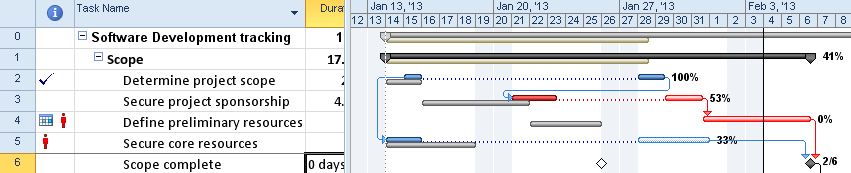 Task Name Durat Jan 13, '13 Jan 20, '13 Jan 27, '13 Feb 3, '13
12 13 14 15 16 17 18 19 20 21 22 23 24 25 26 27 28 29 30 31 1 2 3 4 5 6 7 8
0 Software Development tracking 1
1 Scope 17. 41%
2 Determine project scope 2 100%
3 Secure project sponsorship 4. 53%
4 Define preliminary resources 0%
5 Secure core resources 33%
6 Scope complete 0 days 2/6